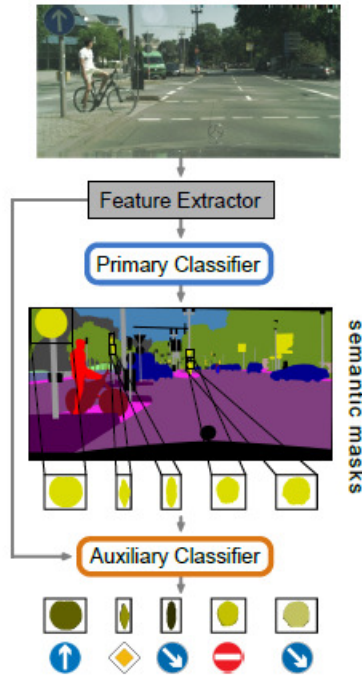 Feature Extractor
Primary Classifier
semantic masks
Auxiliary Classifier